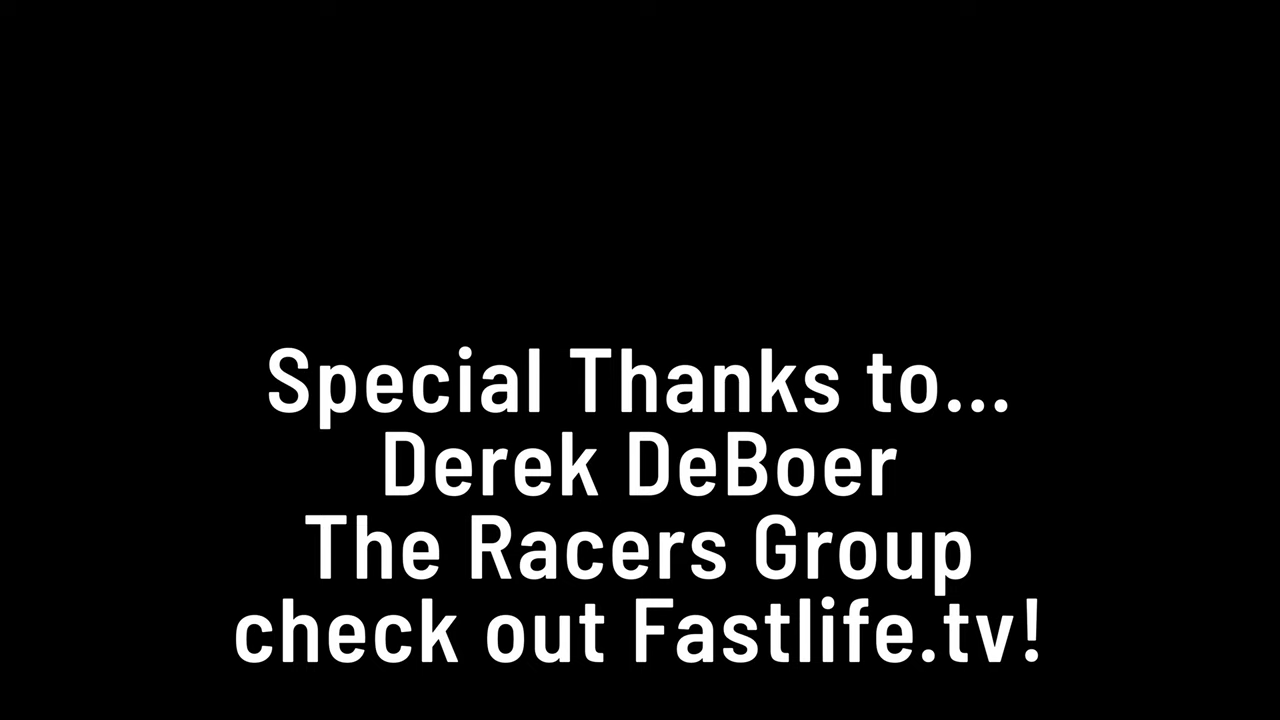 Special Thanks to...
Derek DeBoer
The Racers Group
check out Fastlife.tv!